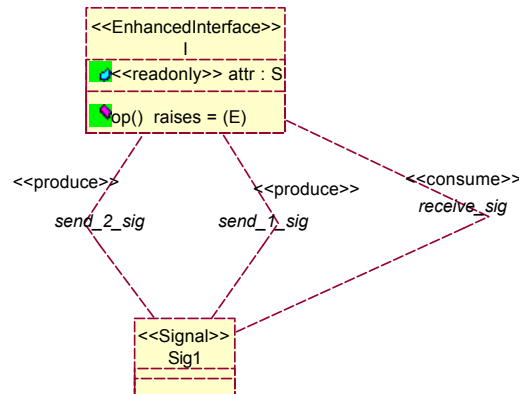 <<EnhancedInterface>>
I
<<readonly>> attr : S
op() raises = (E)
<<produce>>
<<produce>>
<<consume>>
send_2_sig
send_1_sig
receive_sig
<<Signal>>
Sig1